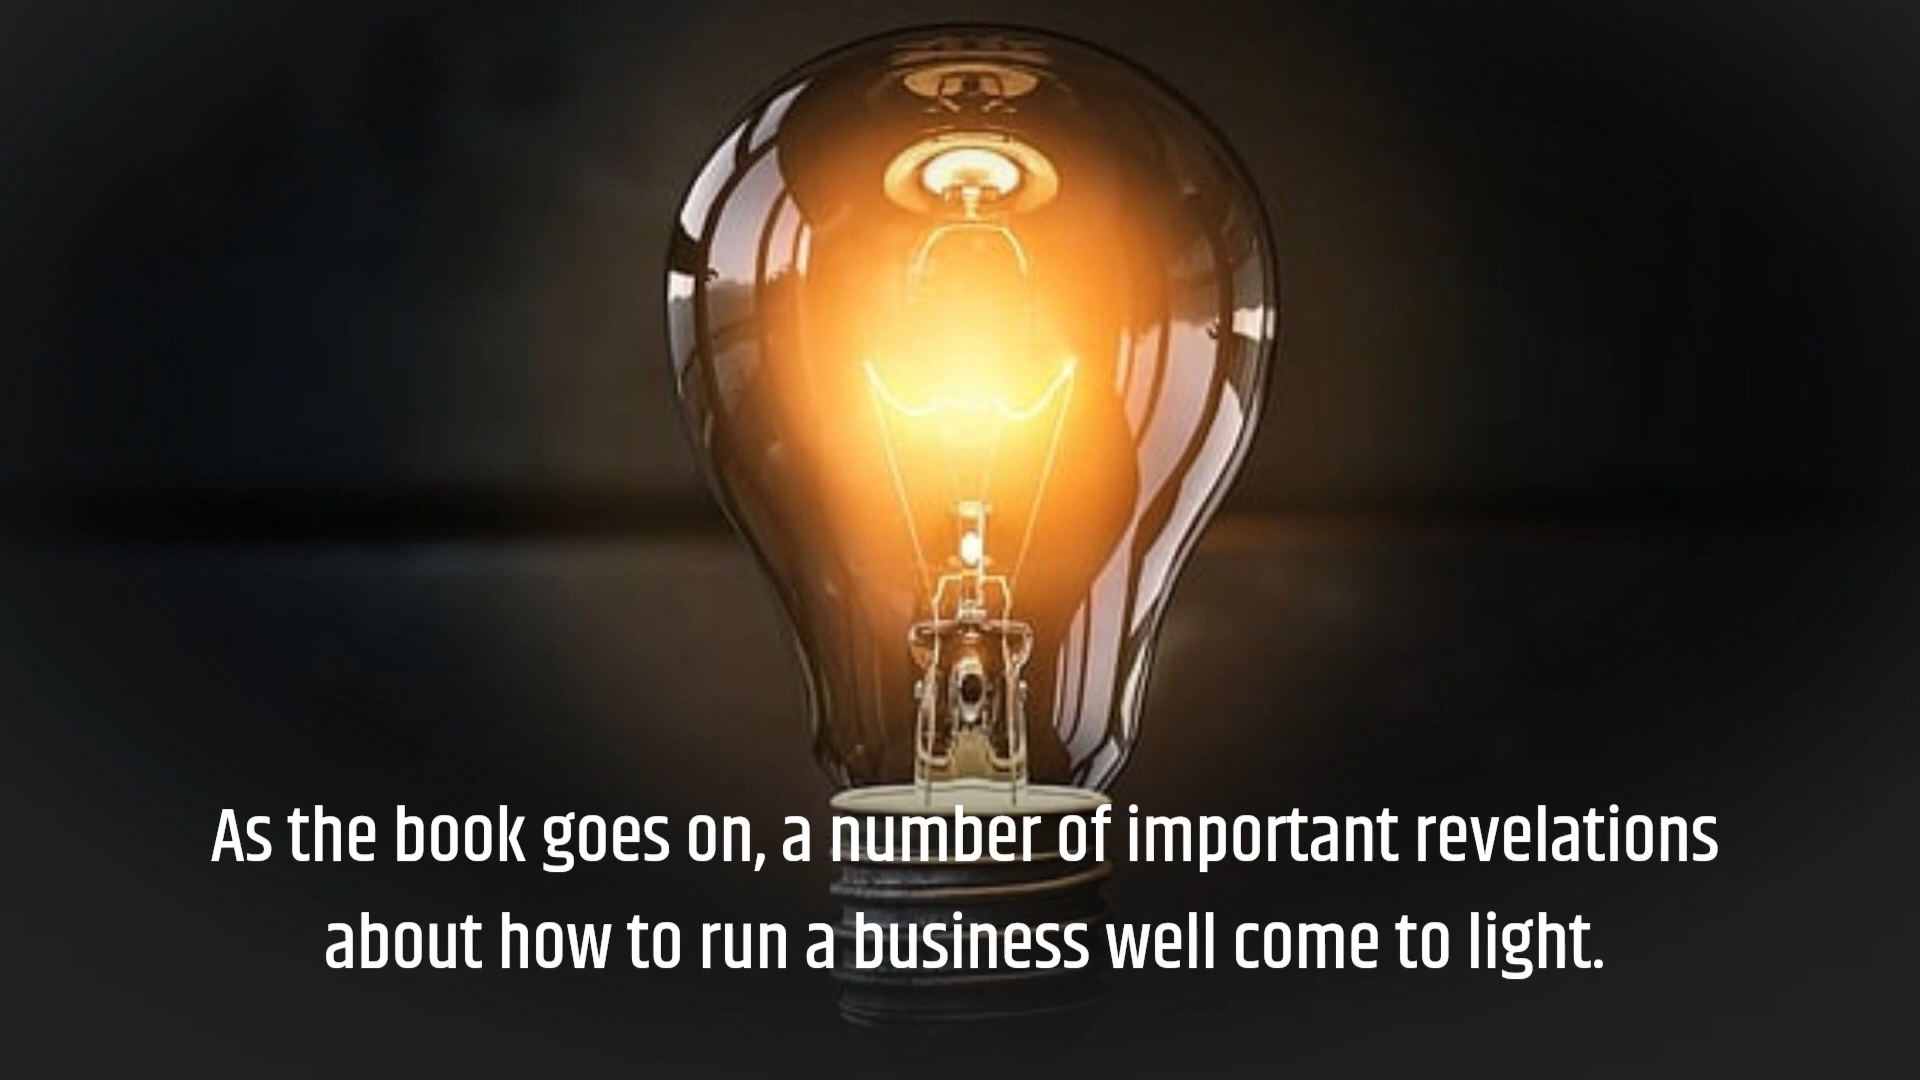 As the book goes on, a number of important revelations
about how to run a business well come to light.